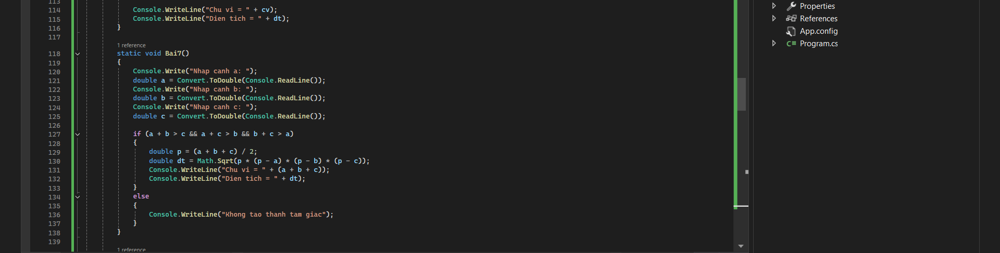 113
114 Console.WriteLine("Chu vi = " + cv);
115 Console.WriteLine("Dien tich = " + dt);
116 }
117
1 reference
118 static void Bai7()
119 {
120 Console.Write("Nhap canh a: ");
121 double a = Convert.ToDouble(Console.ReadLine());
122 Console.Write("Nhap canh b: ");
123 double b = Convert.ToDouble(Console.ReadLine());
124 Console.Write("Nhap canh c: ");
125 double c = Convert.ToDouble(Console.ReadLine());
126
127 if (a + b > c && a + c > b && b + c > a)
128 {
129 double p = (a + b + c) / 2;
130 double dt = Math.Sqrt(p * (p - a) * (p - b) * (p - c));
131 Console.WriteLine("Chu vi = " + (a + b + c));
132 Console.WriteLine("Dien tich = " + dt);
133 }
134 else
135 {
136 Console.WriteLine("Khong tao thanh tam giac");
137 }
138 }
139
1 reference
Properties
References
App.config
C# Program.cs